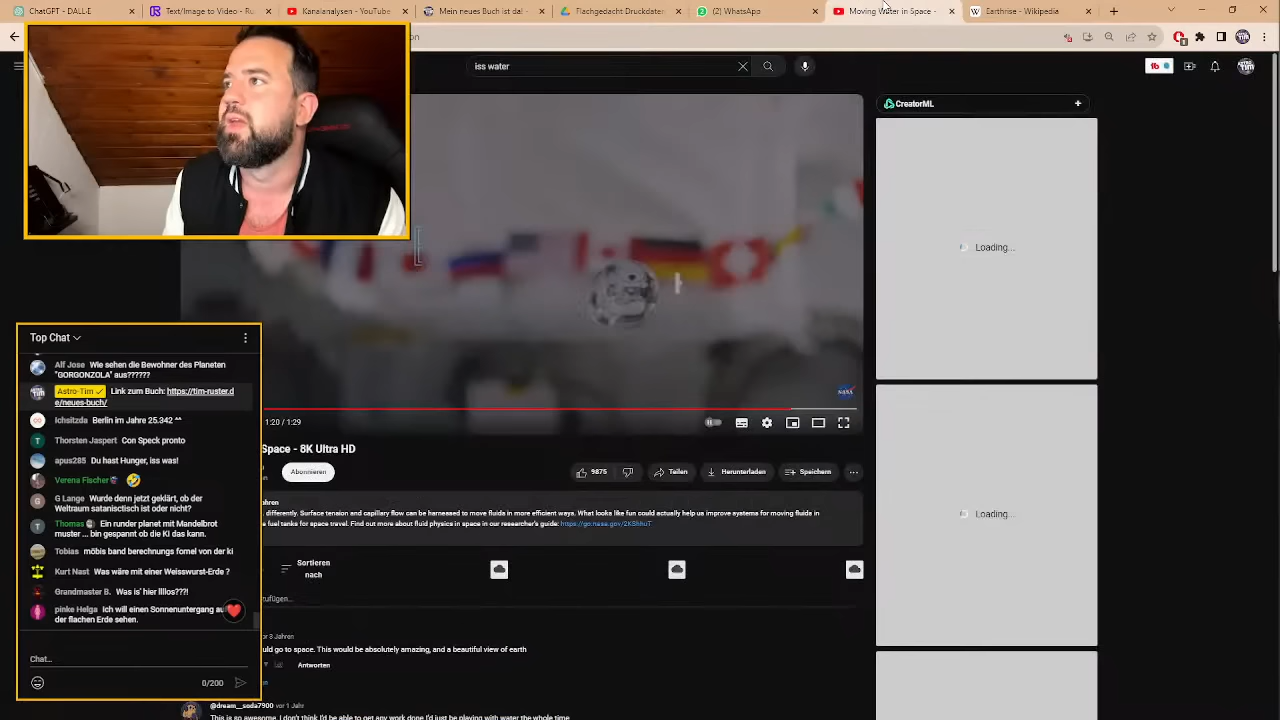 ChatGPT - DALL·E
Text/Image to Video - Ru
Kanalanalysen - YouTube
Mein neues Buch ist da! -
Fachgedacht-Druckdaten
(2) WhatsApp
Moving Water in Space -
Earthrise - Wikipedia
iss water
CreatorML
Loading...
Loading...
NASA
1:20 / 1:29
Space - 8K Ultra HD
Abonnieren
9875
Teilen
Herunterladen
Speichern
differently. Surface tension and capillary flow can be harnessed to move fluids in more efficient ways. What looks like fun could actually help us improve systems for moving fluids in
fuel tanks for space travel. Find out more about fluid physics in space in our researcher's guide:
Sortieren
nach
vor 3 Jahren
go to space. This would be absolutely amazing, and a beautiful view of earth
Antworten
@dream__soda7900 vor 1 Jahr
This is so awesome, I don't think I'd be able to get any work done I'd just be playing with water the whole time
Top Chat
Alf Jose Wie sehen die Bewohner des Planeten
"GORGONZOLA" aus??????
Astro-Tim Link zum Buch: https://tim-ruster.d
e/neues-buch/
Ichsitzda Berlin im Jahre 25.342 ^^
Thorsten Jaspert Con Speck pronto
apus285 Du hast Hunger, iss was!
Verena Fischer
G Lange Wurde denn jetzt geklärt, ob der
Weltraum satanisctisch ist oder nicht?
Thomas Ein runder planet mit Mandelbrot
muster ... bin gespannt ob die KI das kann.
Tobias möbis band berechnungs fomel von der ki
Kurt Nast Was wäre mit einer Weisswurst-Erde ?
Grandmaster B. Was is' hier llllos???!
pinke Helga Ich will einen Sonnenuntergang au
der flachen Erde sehen.
Chat...
0/200